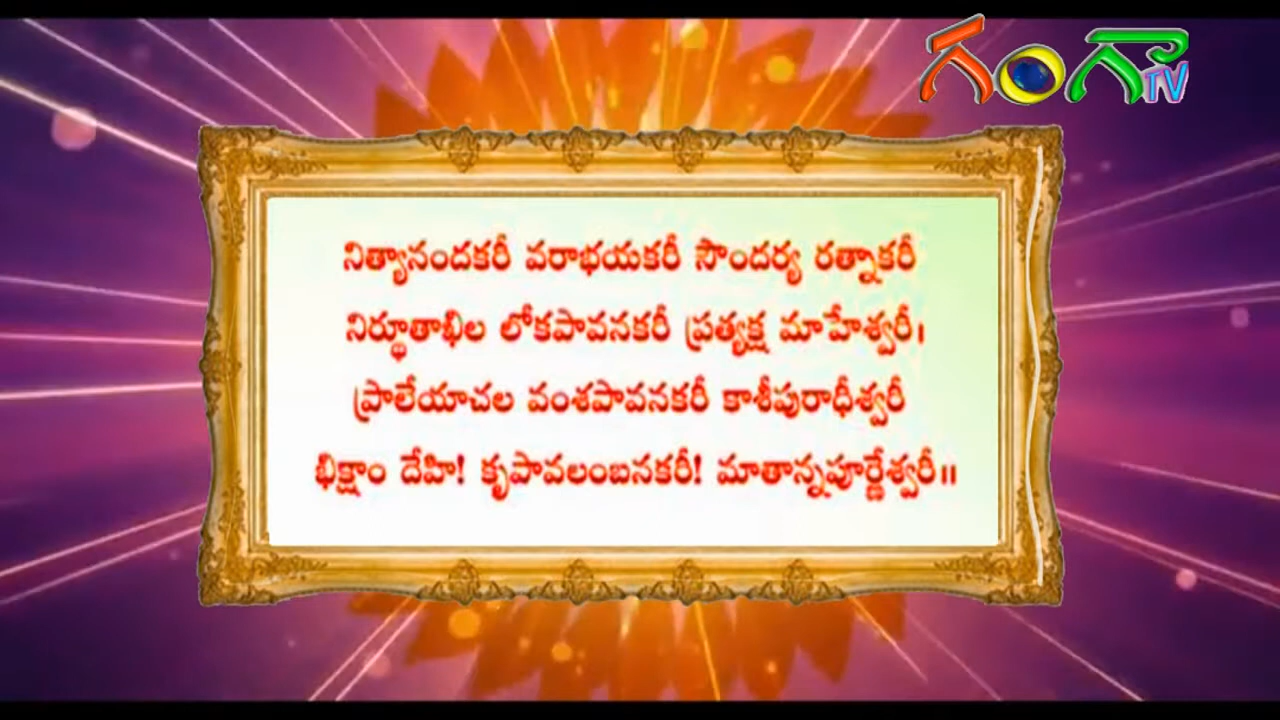 గంగా TV
నిత్యానందకరీ వరాభయకరీ సౌందర్య రత్నాకరీ
నిర్ధూతాఖిల లోకపావనకరీ ప్రత్యక్ష మాహేశ్వరీ।
ప్రాలేయాచల వంశపావనకరీ కాశీపురాధీశ్వరీ
భిక్షాం దేహి! కృపావలంబనకరీ! మాతాన్నపూర్ణేశ్వరీ॥